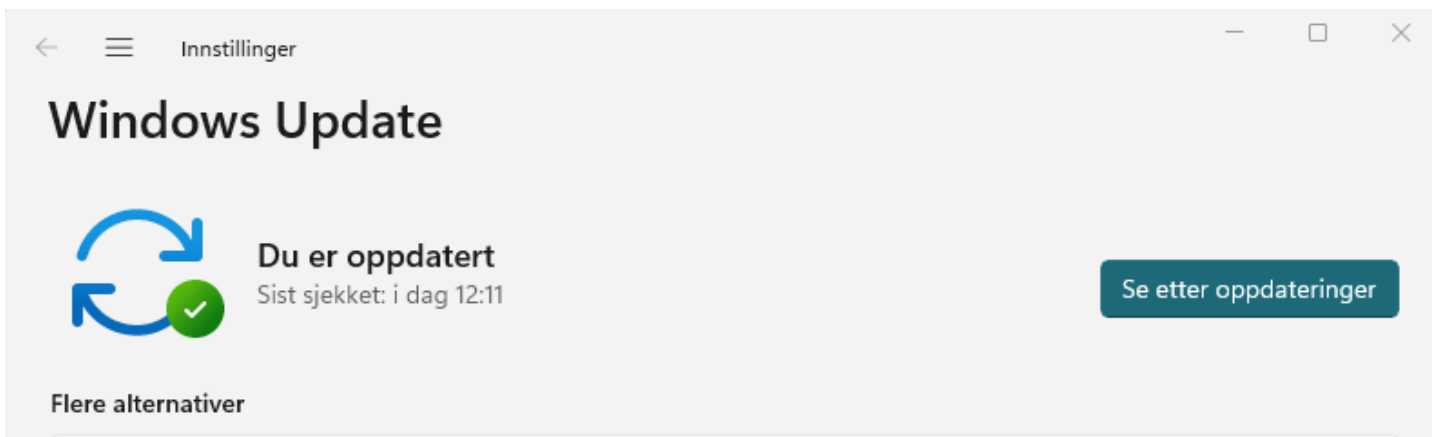 Innstillinger
Windows Update
Du er oppdatert
Sist sjekket: i dag 12:11
Se etter oppdateringer
Flere alternativer